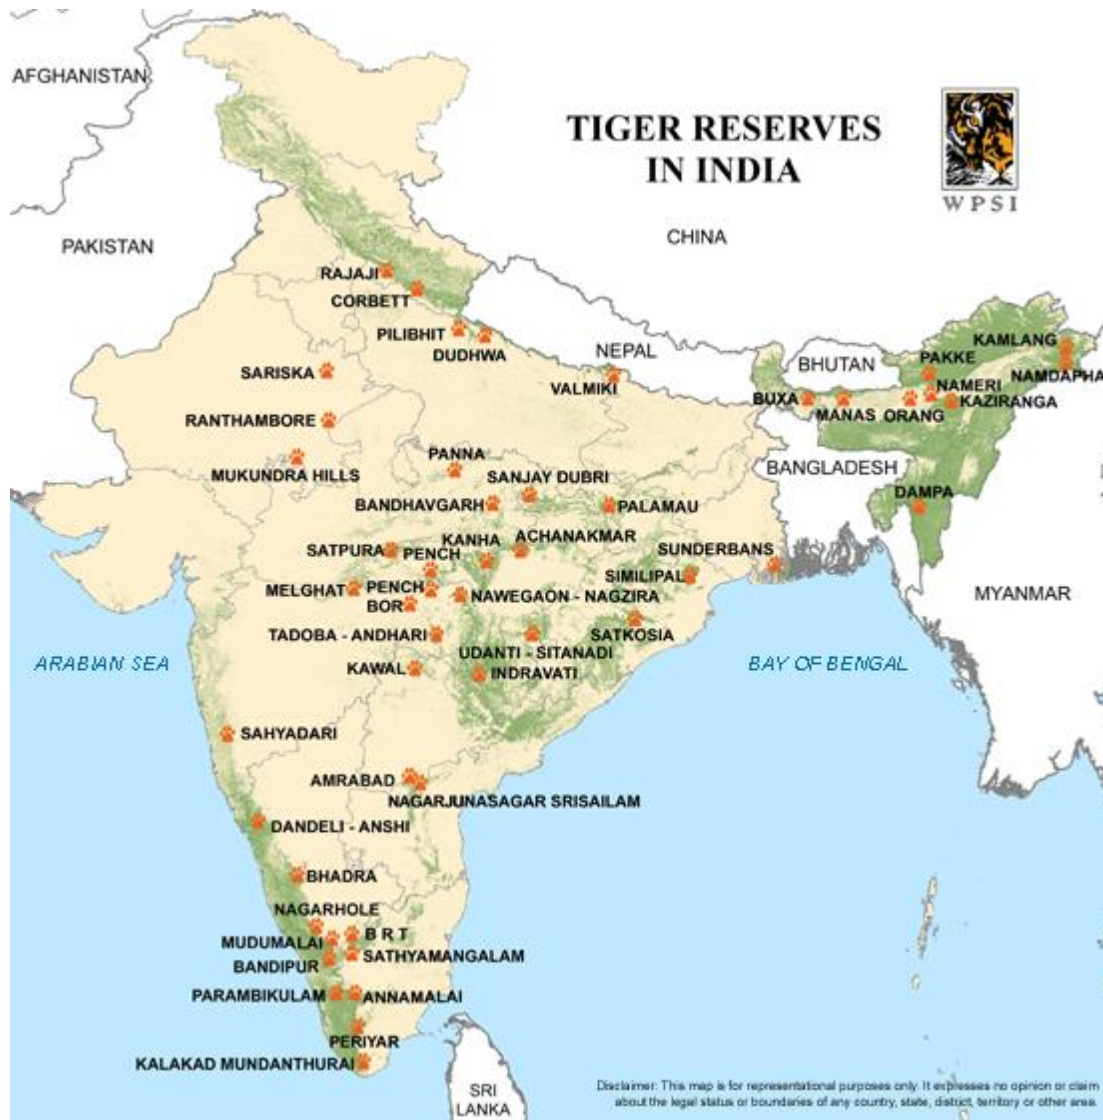 AFGHANISTAN
TIGER RESERVES
IN INDIA
WPSI
PAKISTAN
CHINA
RAJAJI
CORBETT
PILIBHIT
DUDHWA
NEPAL
BHUTAN
KAMLANG
PAKKE
NAMDAPHA
SARISKA
VALMIKI
BUXA
MANAS
ORANG
NAMERI
KAZIRANGA
RANTHAMBORE
MUKUNDRA HILLS
PANNA
SANJAY DUBRI
BANGLADESH
BANDHAVGARH
PALAMAU
DAMPA
SATPURA
PENCH
KANHA
ACHANAKMAR
SUNDERBANS
MELGHAT
PENCH
SIMILIPAL
MYANMAR
BOR
NAWEGAON - NAGZIRA
TADOBA - ANDHARI
SATKOSIA
UDANTI - SITANADI
ARABIAN SEA
KAWAL
INDRAVATI
BAY OF BENGAL
SAHYADARI
AMRABAD
NAGARJUNASAGAR SRISAILAM
DANDELI - ANSHI
BHADRA
NAGARHOLE
B R T
MUDUMALAI
SATHYAMANGALAM
BANDIPUR
PARAMBIKULAM
ANNAMALAI
PERIYAR
KALAKAD MUNDANTHURAI
SRI
LANKA
Disclaimer: This map is for representational purposes only. It expresses no opinion or claim
about the legal status or boundaries of any country, state, district, territory or other area.